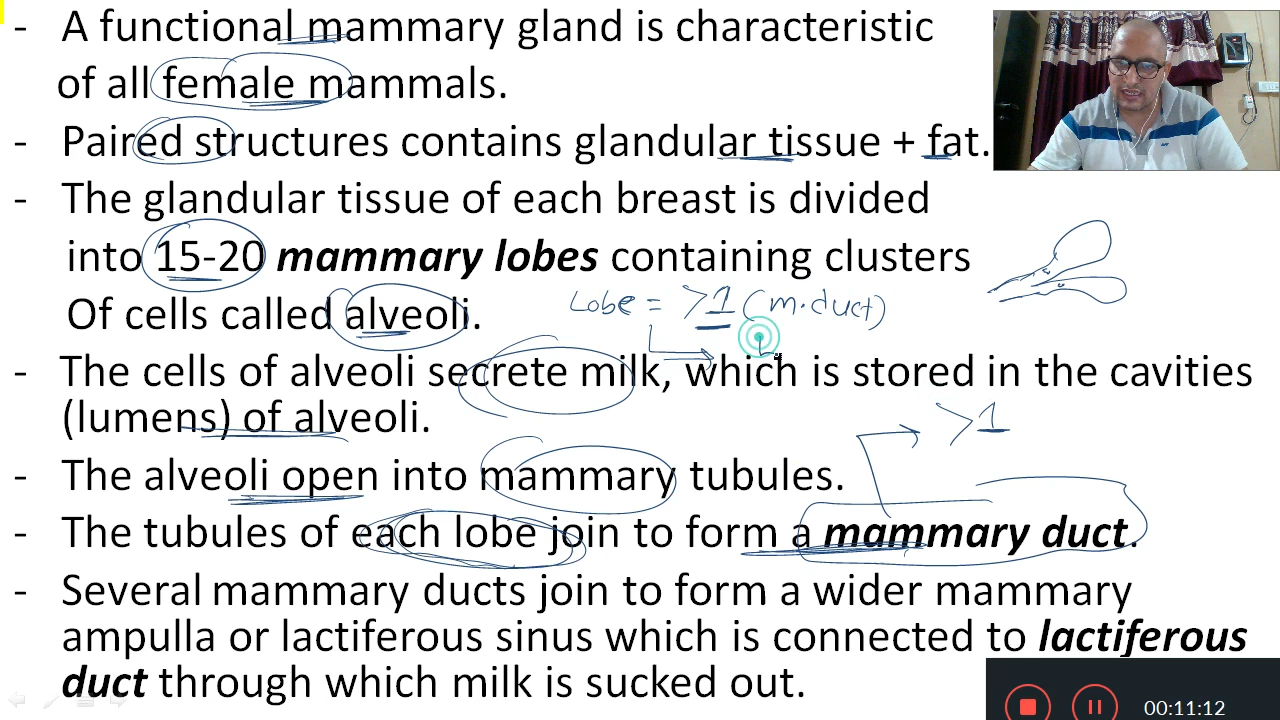 - A functional mammary gland is characteristic
of all female mammals.
- Paired structures contains glandular tissue + fat.
- The glandular tissue of each breast is divided
into 15-20 mammary lobes containing clusters
Of cells called alveoli.
Lobe = >1 (m.duct)
- The cells of alveoli secrete milk, which is stored in the cavities
(lumens) of alveoli.
>1
- The alveoli open into mammary tubules.
- The tubules of each lobe join to form a mammary duct.
- Several mammary ducts join to form a wider mammary
ampulla or lactiferous sinus which is connected to lactiferous
duct through which milk is sucked out.
00:11:12